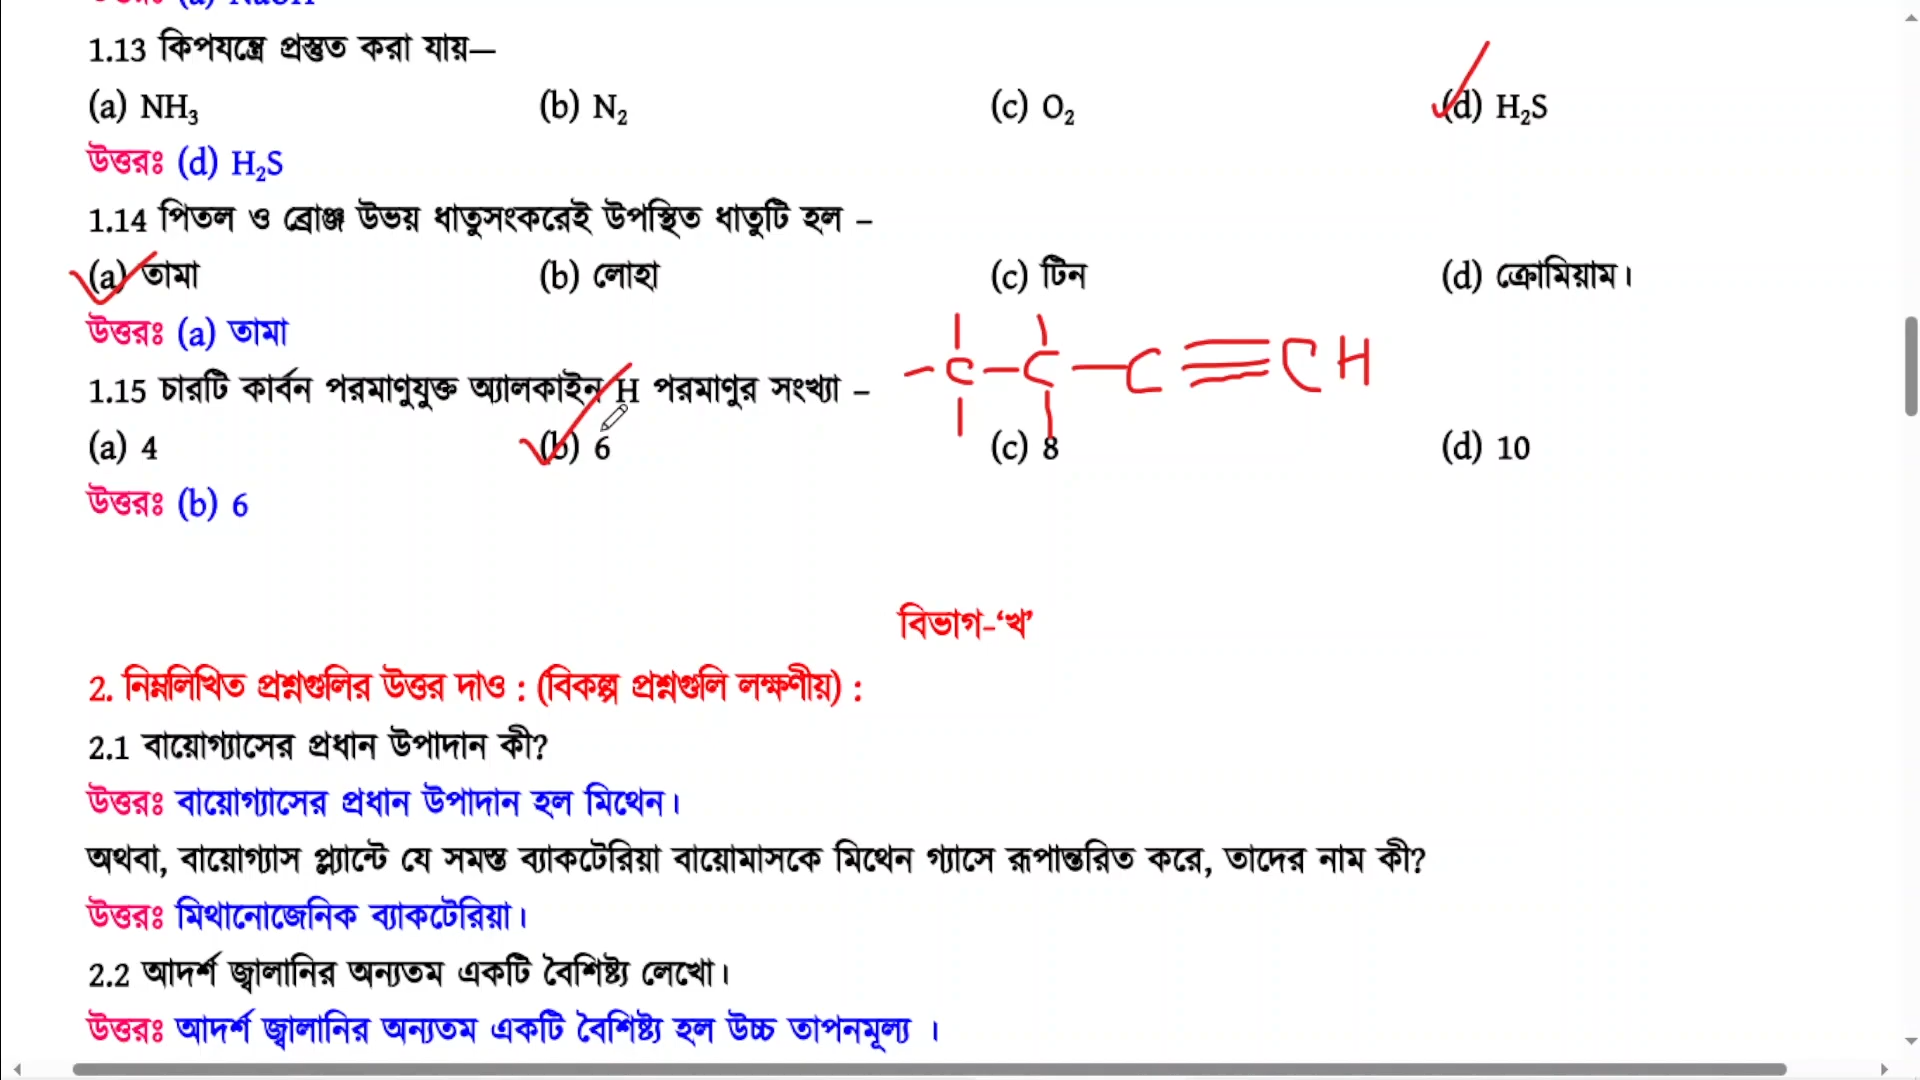 1.13 কিপযন্ত্রে প্রস্তুত করা যায়—
(a) NH₃ (b) N₂ (c) O₂ (d) H₂S
উত্তরঃ (d) H₂S
1.14 পিতল ও ব্রোঞ্জ উভয় ধাতুসংকরেই উপস্থিত ধাতুটি হল –
(a) তামা (b) লোহা (c) টিন (d) ক্রোমিয়াম।
উত্তরঃ (a) তামা
1.15 চারটি কার্বন পরমাণুযুক্ত অ্যালকাইন H পরমাণুর সংখ্যা – C – C – C ≡ CH
(a) 4 (b) 6 (c) 8 (d) 10
উত্তরঃ (b) 6
বিভাগ-‘খ’
2. নিম্নলিখিত প্রশ্নগুলির উত্তর দাও : (বিকল্প প্রশ্নগুলি লক্ষণীয়) :
2.1 বায়োগ্যাসের প্রধান উপাদান কী?
উত্তরঃ বায়োগ্যাসের প্রধান উপাদান হল মিথেন।
অথবা, বায়োগ্যাস প্ল্যান্টে যে সমস্ত ব্যাকটেরিয়া বায়োমাসকে মিথেন গ্যাসে রূপান্তরিত করে, তাদের নাম কী?
উত্তরঃ মিথানোজেনিক ব্যাকটেরিয়া।
2.2 আদর্শ জ্বালানির অন্যতম একটি বৈশিষ্ট্য লেখো।
উত্তরঃ আদর্শ জ্বালানির অন্যতম একটি বৈশিষ্ট্য হল উচ্চ তাপনমূল্য ।